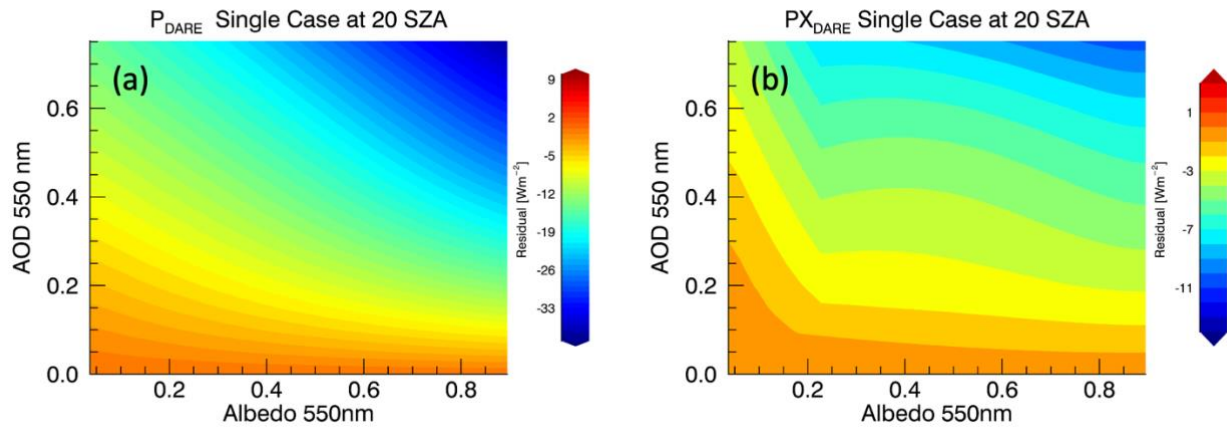 P_DARE Single Case at 20 SZA
(a)
AOD 550 nm
0.6
0.4
0.2
0.0
0.2 0.4 0.6 0.8
Albedo 550nm
9
2
-5
-12
-19
-26
-33
Residual [Wm⁻²]
PX_DARE Single Case at 20 SZA
(b)
AOD 550 nm
0.6
0.4
0.2
0.0
0.2 0.4 0.6 0.8
Albedo 550nm
1
-3
-7
-11
Residual [Wm⁻²]